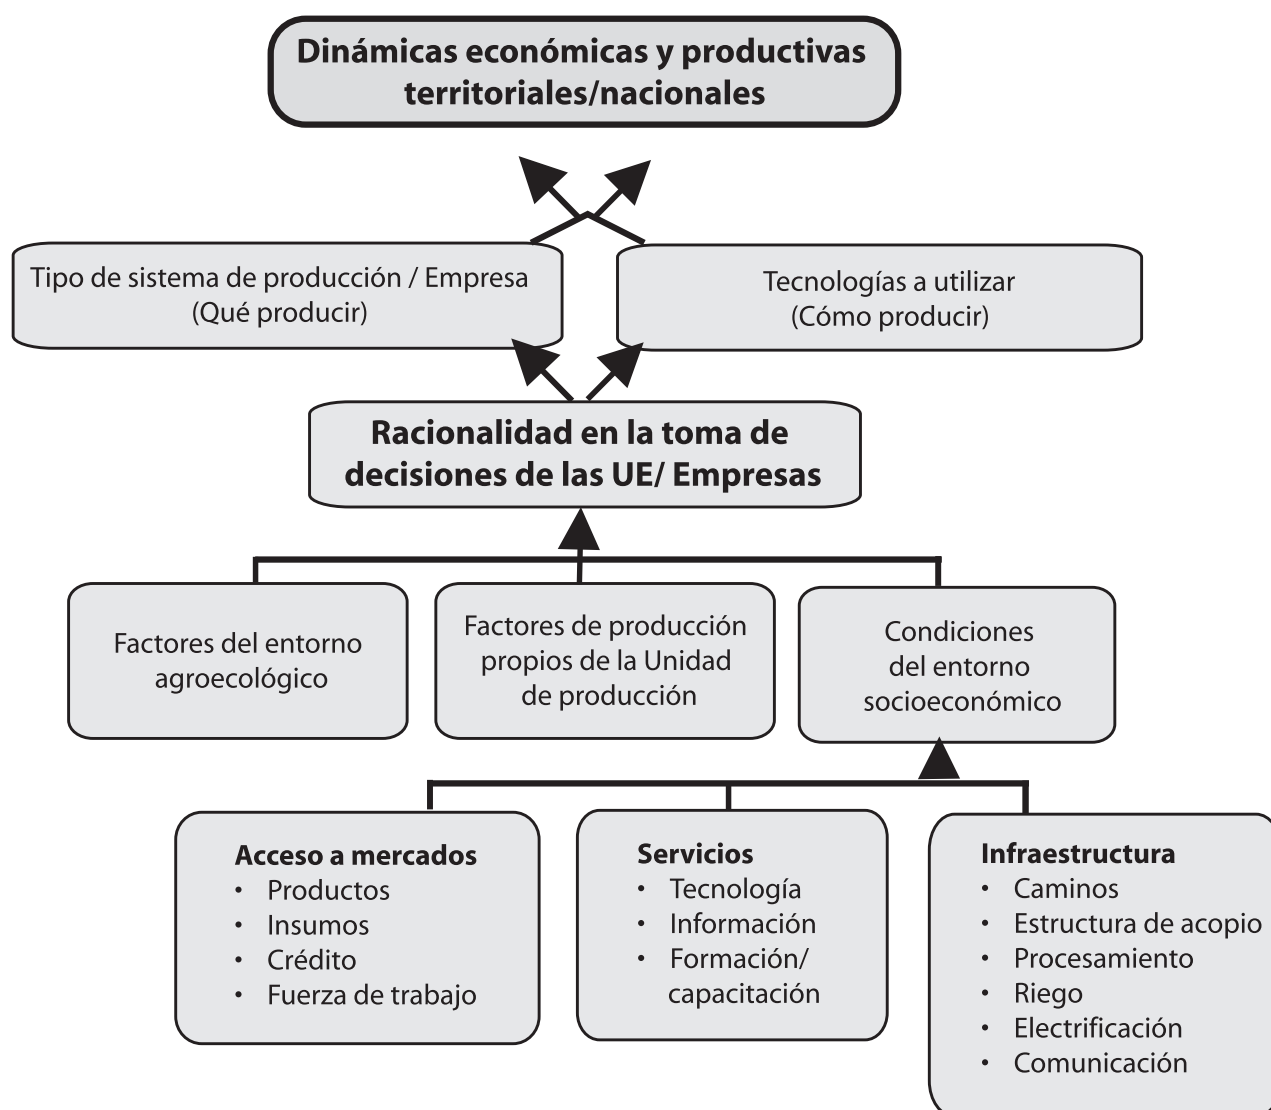 Dinámicas económicas y productivas
territoriales/nacionales
Tipo de sistema de producción / Empresa
(Qué producir)
Tecnologías a utilizar
(Cómo producir)
Racionalidad en la toma de
decisiones de las UE/ Empresas
Factores del entorno
agroecológico
Factores de producción
propios de la Unidad
de producción
Condiciones
del entorno
socioeconómico
Acceso a mercados
• Productos
• Insumos
• Crédito
• Fuerza de trabajo
Servicios
• Tecnología
• Información
• Formación/
capacitación
Infraestructura
• Caminos
• Estructura de acopio
• Procesamiento
• Riego
• Electrificación
• Comunicación